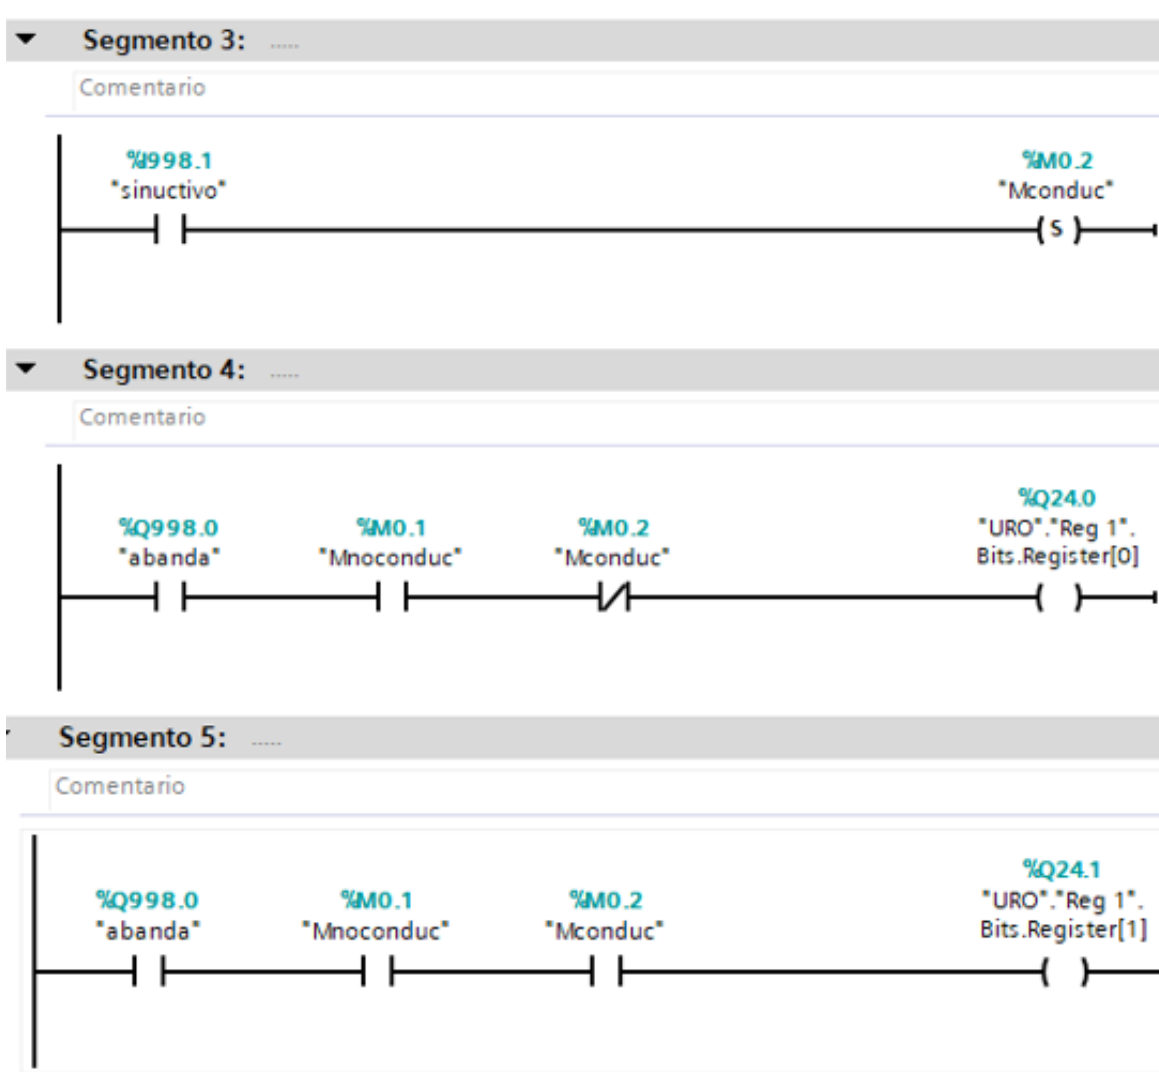 Segmento 3: .....
Comentario
%I998.1
"sinuctivo"
%M0.2
"Mconduc"
S
Segmento 4: .....
Comentario
%Q998.0
"abanda"
%M0.1
"Mnoconduc"
%M0.2
"Mconduc"
%Q24.0
"URO"."Reg 1".
Bits.Register[0]
Segmento 5: .....
Comentario
%Q998.0
"abanda"
%M0.1
"Mnoconduc"
%M0.2
"Mconduc"
%Q24.1
"URO"."Reg 1".
Bits.Register[1]